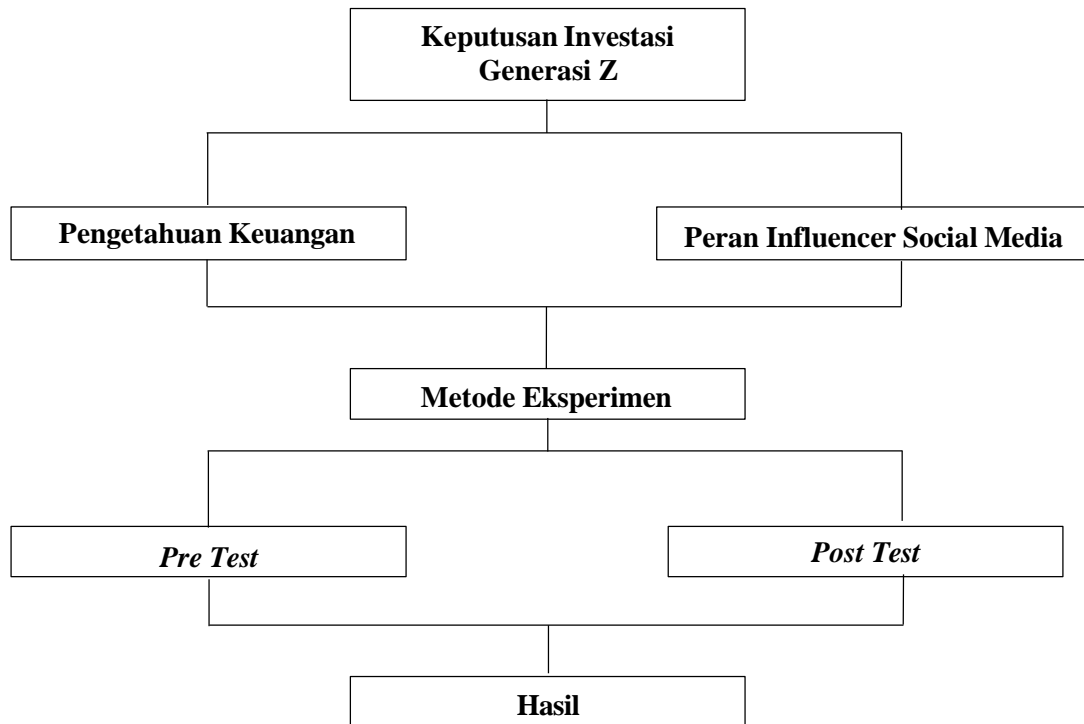 Keputusan Investasi
Generasi Z
Pengetahuan Keuangan
Peran Influencer Social Media
Metode Eksperimen
Pre Test
Post Test
Hasil